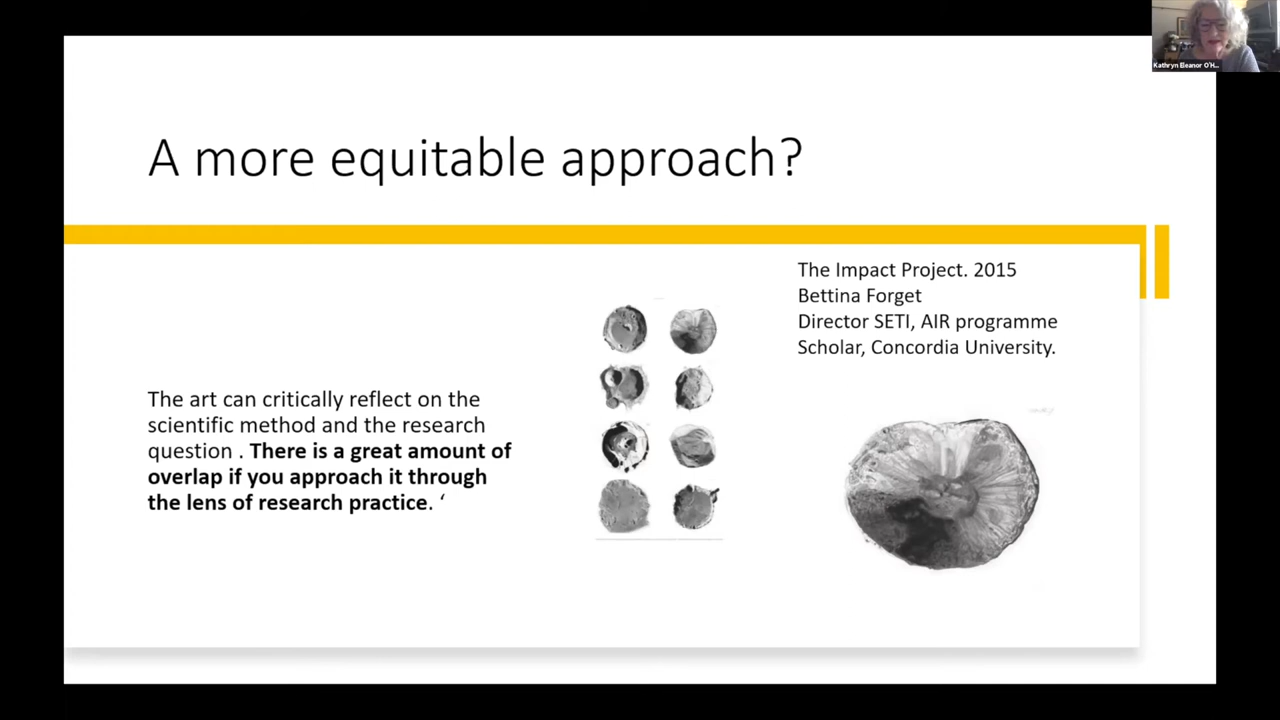 Kathryn Eleanor O'H...
A more equitable approach?
The Impact Project. 2015
Bettina Forget
Director SETI, AIR programme
Scholar, Concordia University.
The art can critically reflect on the
scientific method and the research
question . There is a great amount of
overlap if you approach it through
the lens of research practice. ‘